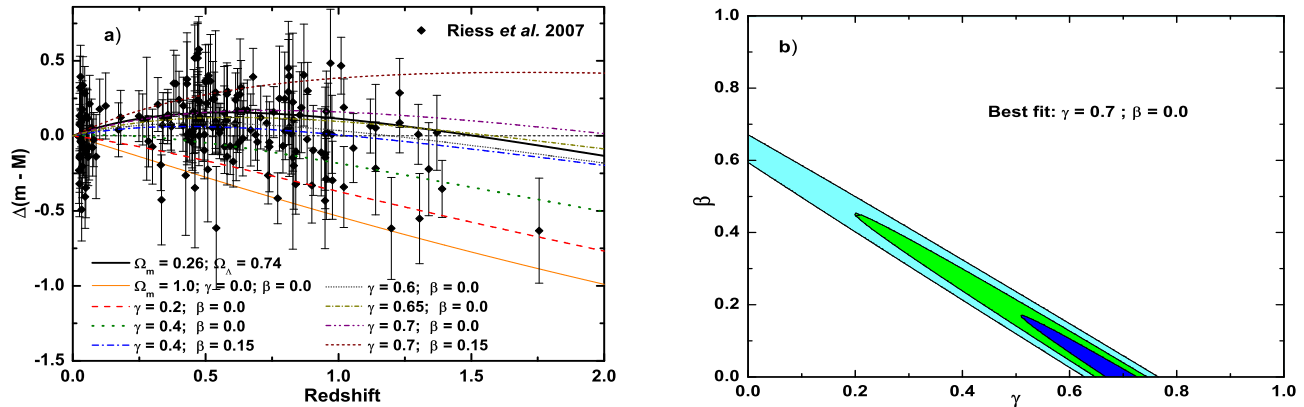 a)
Riess et al. 2007
0.5
0.0
-0.5
-1.0
-1.5
Δ(m - M)
Ωm = 0.26; ΩΛ = 0.74
Ωm = 1.0; γ = 0.0; β = 0.0
γ = 0.2; β = 0.0
γ = 0.4; β = 0.0
γ = 0.4; β = 0.15
γ = 0.6; β = 0.0
γ = 0.65; β = 0.0
γ = 0.7; β = 0.0
γ = 0.7; β = 0.15
0.0 0.5 1.0 1.5 2.0
Redshift
b)
Best fit: γ = 0.7 ; β = 0.0
1.0
0.8
0.6
0.4
0.2
0.0
β
0.0 0.2 0.4 0.6 0.8 1.0
γ